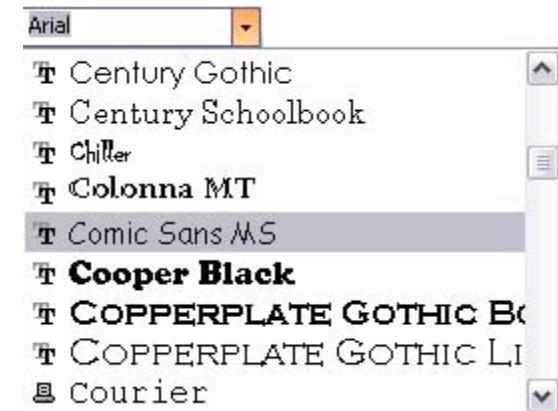 Arial
Century Gothic
Century Schoolbook
Chiller
Colonna MT
Comic Sans MS
Cooper Black
COPPERPLATE GOTHIC BO
COPPERPLATE GOTHIC LI
Courier